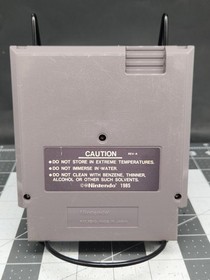 CAUTION
●DO NOT STORE IN EXTREME TEMPERATURES.
●DO NOT IMMERSE IN WATER.
●DO NOT CLEAN WITH BENZENE, THINNER,
ALCOHOL OR OTHER SUCH SOLVENTS.
©Nintendo 1985